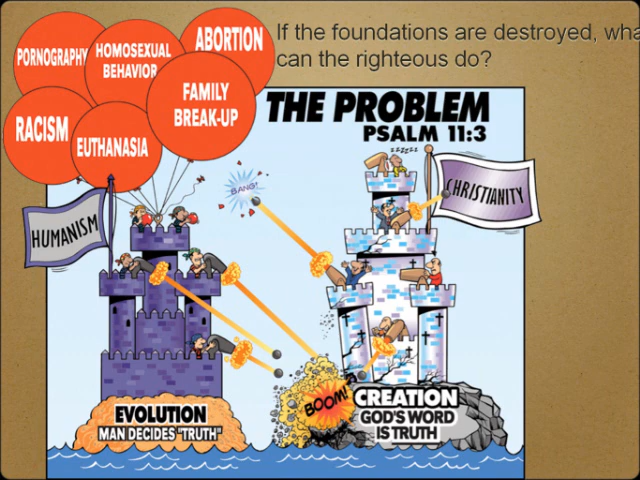 If the foundations are destroyed, wha
can the righteous do?
PORNOGRAPHY
HOMOSEXUAL
BEHAVIOR
ABORTION
RACISM
EUTHANASIA
FAMILY
BREAK-UP
THE PROBLEM
PSALM 11:3
zzzzzz
BANG!
CHRISTIANITY
HUMANISM
BOOM!
EVOLUTION
MAN DECIDES "TRUTH"
CREATION
GOD'S WORD
IS TRUTH